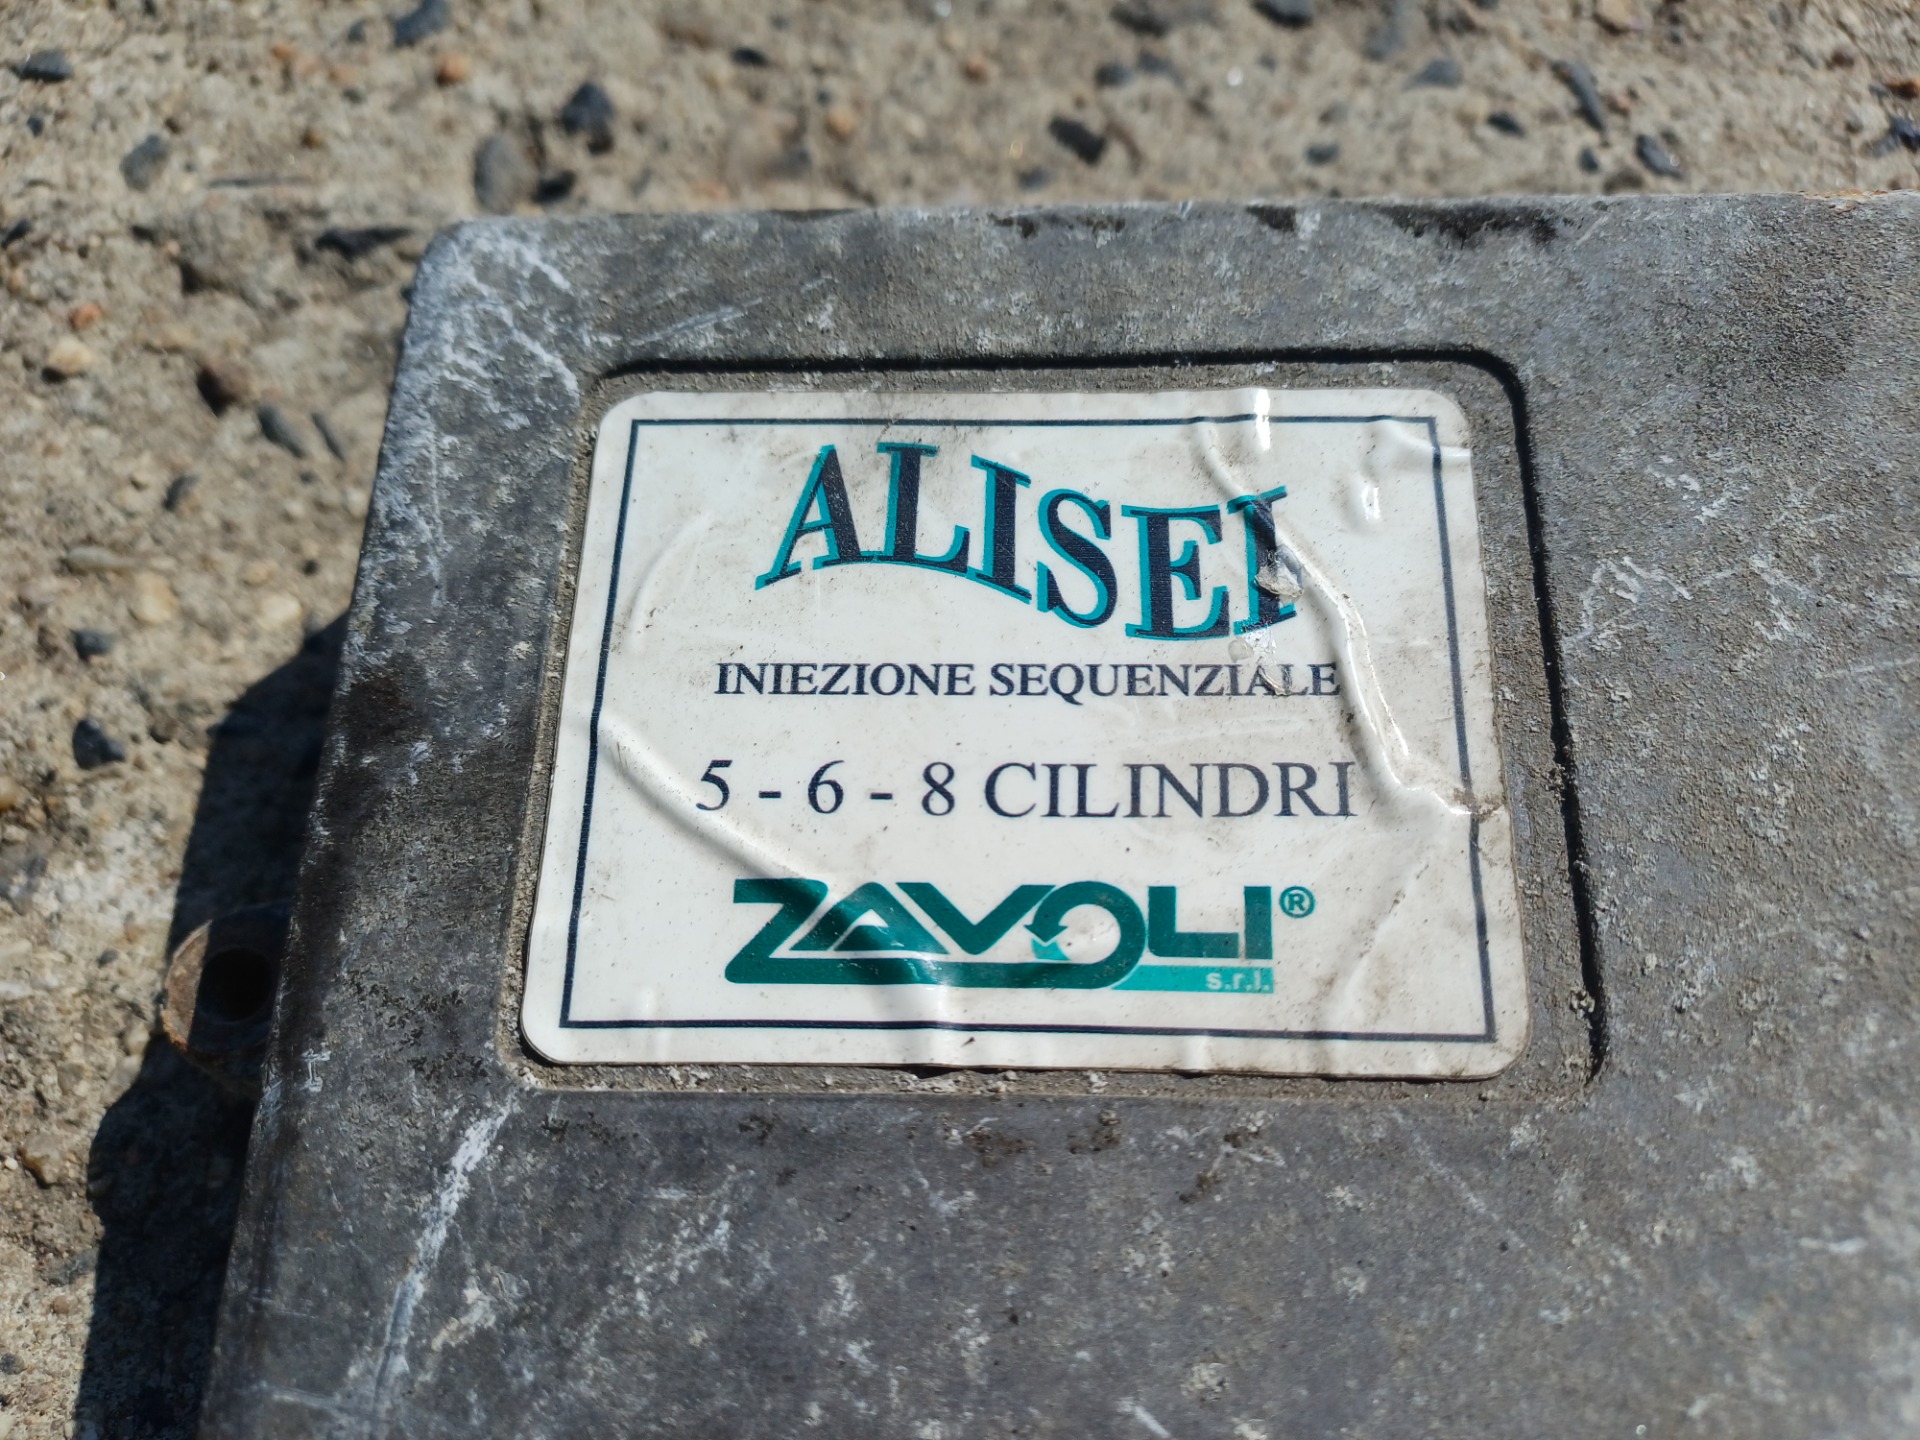 ALISEI
INIEZIONE SEQUENZIALE
5 - 6 - 8 CILINDRI
ZAVOLI®
s.r.l.